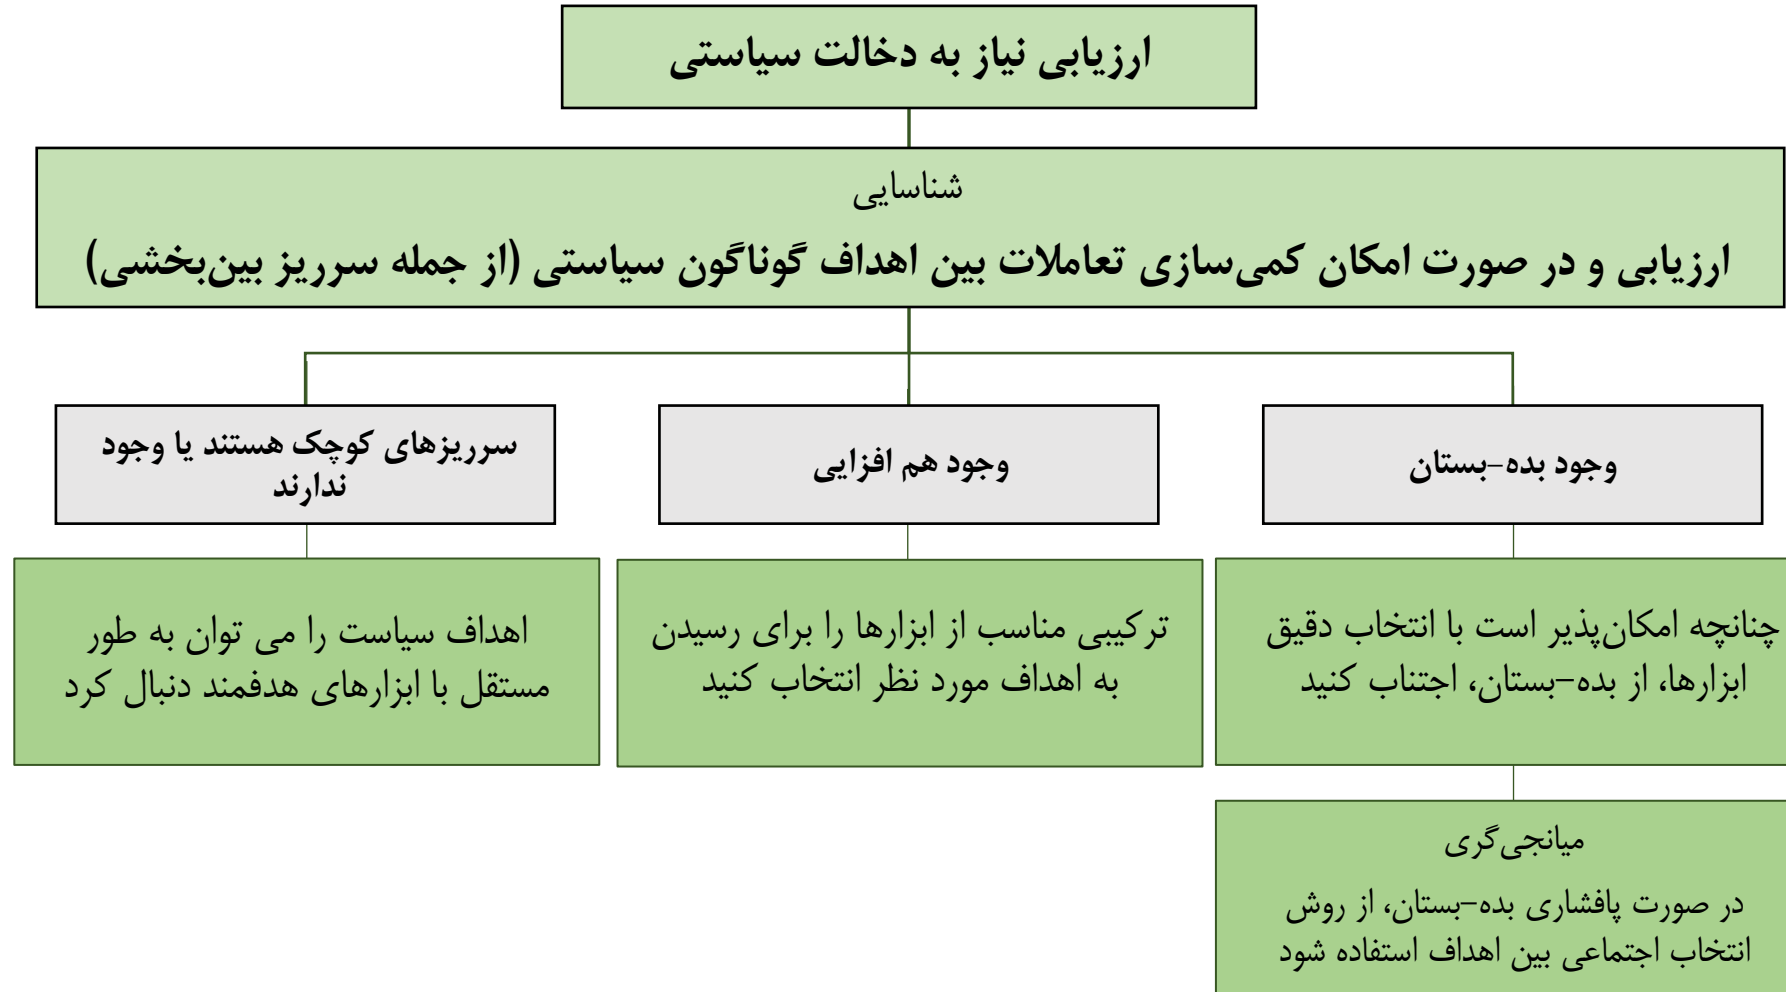 ارزیابی نیاز به دخالت سیاستی
شناسایی
ارزیابی و در صورت امکان کمی‌سازی تعاملات بین اهداف گوناگون سیاستی (از جمله سرریز بین‌بخشی)
وجود بده-بستان
وجود هم افزایی
سرریزهای کوچک هستند یا وجود
ندارند
چنانچه امکان‌پذیر است با انتخاب دقیق
ابزارها، از بده-بستان، اجتناب کنید
ترکیبی مناسب از ابزارها را برای رسیدن
به اهداف مورد نظر انتخاب کنید
اهداف سیاست را می توان به طور
مستقل با ابزارهای هدفمند دنبال کرد
میانجی‌گری
در صورت پافشاری بده-بستان، از روش
انتخاب اجتماعی بین اهداف استفاده شود